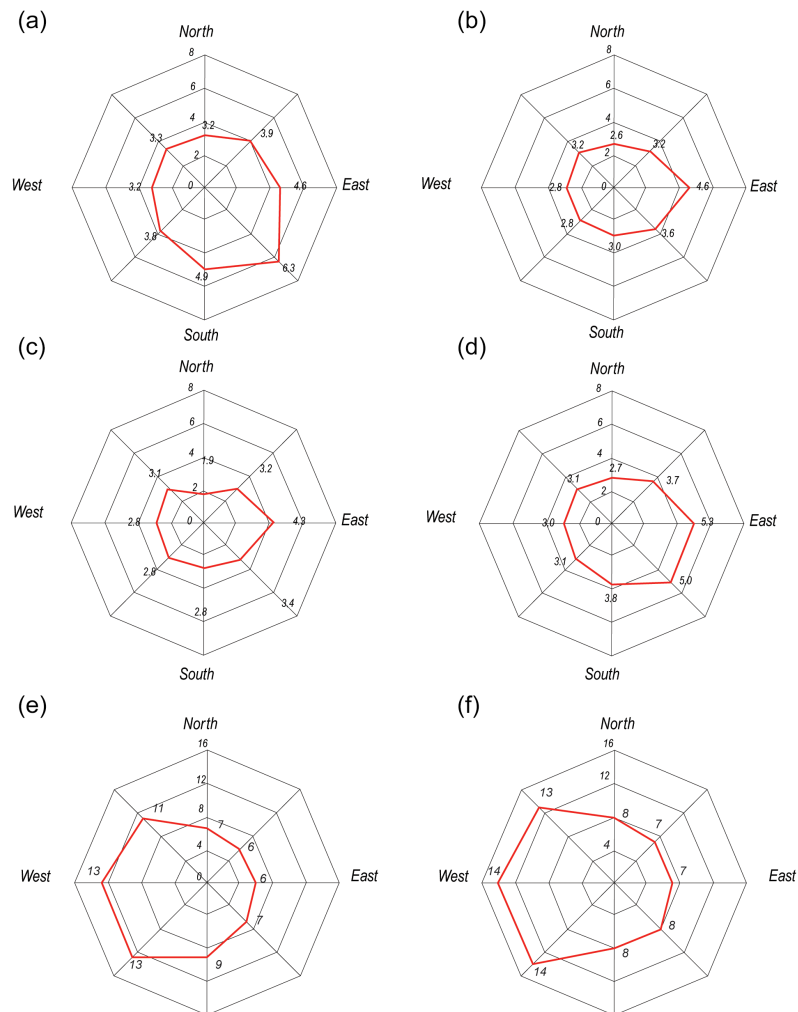 (a)
North
8
6
4
3.2
3.9
3.3
2
West
3.2
0
4.6
East
3.8
6.3
4.9
South
(b)
North
8
6
4
2.6
3.2
3.2
2
West
2.8
0
4.6
East
2.8
3.6
3.0
South
(c)
North
8
6
4
1.9
3.2
3.1
2
West
2.8
0
4.3
East
2.8
3.4
2.8
South
(d)
North
8
6
4
2.7
3.7
3.1
2
West
3.0
0
5.3
East
3.1
5.0
3.8
South
(e)
North
16
12
11
8
7
6
4
West
13
0
6
East
7
13
9
(f)
North
16
13
12
8
7
4
West
14
7
East
8
14
8